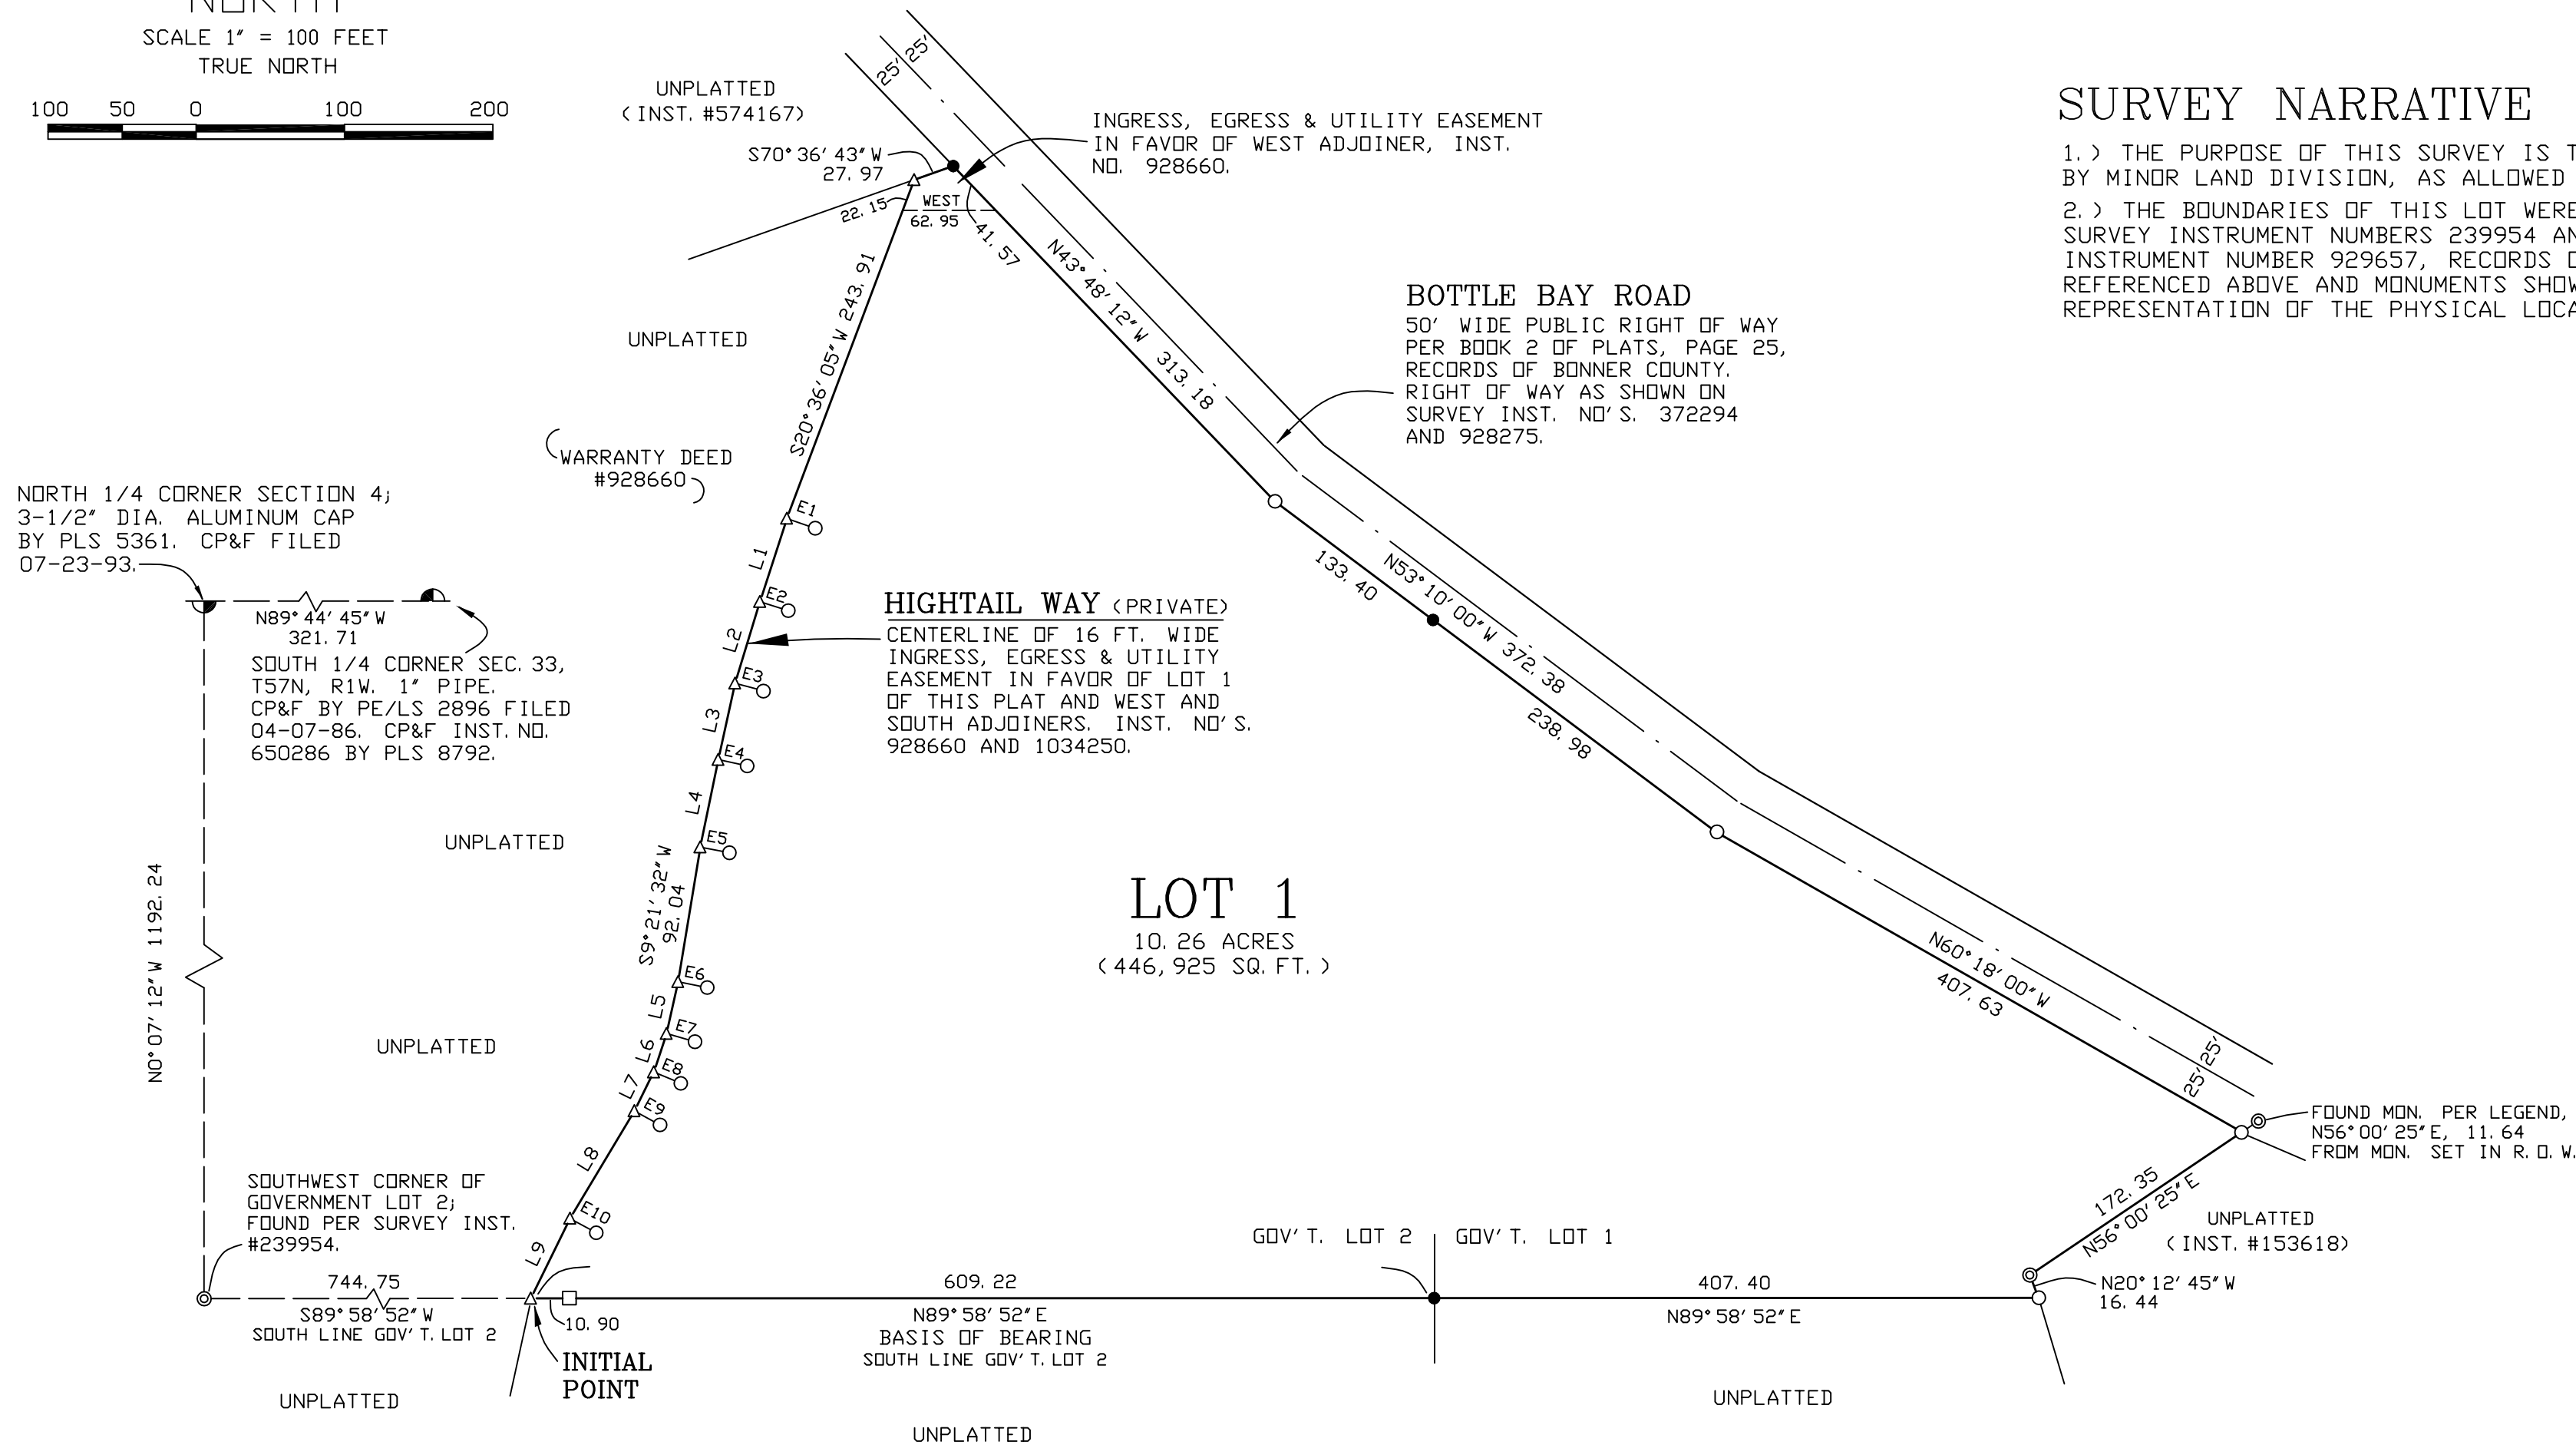 NORTH
SCALE 1" = 100 FEET
TRUE NORTH
100 50 0 100 200
UNPLATTED
(INST. #574167)
25' 25'
S70°36'43"W
27.97
INGRESS, EGRESS & UTILITY EASEMENT
IN FAVOR OF WEST ADJOINER, INST.
NO. 928660.
22.15
WEST
62.95
41.57
N43°48'12"W 313.18
S20°36'05"W 243.91
UNPLATTED
BOTTLE BAY ROAD
50' WIDE PUBLIC RIGHT OF WAY
PER BOOK 2 OF PLATS, PAGE 25,
RECORDS OF BONNER COUNTY.
RIGHT OF WAY AS SHOWN ON
SURVEY INST. NO'S. 372294
AND 928275.
SURVEY NARRATIVE
1.) THE PURPOSE OF THIS SURVEY IS T
BY MINOR LAND DIVISION, AS ALLOWED
2.) THE BOUNDARIES OF THIS LOT WERE
SURVEY INSTRUMENT NUMBERS 239954 AN
INSTRUMENT NUMBER 929657, RECORDS O
REFERENCED ABOVE AND MONUMENTS SHOW
REPRESENTATION OF THE PHYSICAL LOCA
WARRANTY DEED
#928660
NORTH 1/4 CORNER SECTION 4;
3-1/2" DIA. ALUMINUM CAP
BY PLS 5361. CP&F FILED
07-23-93.
N89°44'45"W
321.71
SOUTH 1/4 CORNER SEC. 33,
T57N, R1W. 1" PIPE.
CP&F BY PE/LS 2896 FILED
04-07-86. CP&F INST. NO.
650286 BY PLS 8792.
E1
L1
E2
L2
E3
L3
E4
L4
E5
HIGHTAIL WAY (PRIVATE)
CENTERLINE OF 16 FT. WIDE
INGRESS, EGRESS & UTILITY
EASEMENT IN FAVOR OF LOT 1
OF THIS PLAT AND WEST AND
SOUTH ADJOINERS. INST. NO'S.
928660 AND 1034250.
133.40
N53°10'00"W 372.38
238.98
UNPLATTED
S9°21'32"W
92.04
N0°07'12"W 1192.24
LOT 1
10.26 ACRES
(446,925 SQ.FT.)
N60°18'00"W
407.63
E6
L5
E7
L6
E8
L7
E9
L8
E10
L9
UNPLATTED
25' 25'
FOUND MON. PER LEGEND,
N56°00'25"E, 11.64
FROM MON. SET IN R.O.W.
172.35
N56°00'25"E
UNPLATTED
(INST. #153618)
N20°12'45"W
16.44
SOUTHWEST CORNER OF
GOVERNMENT LOT 2;
FOUND PER SURVEY INST.
#239954.
744.75
S89°58'52"W
SOUTH LINE GOV'T. LOT 2
10.90
INITIAL
POINT
609.22
N89°58'52"E
BASIS OF BEARING
SOUTH LINE GOV'T. LOT 2
GOV'T. LOT 2
GOV'T. LOT 1
407.40
N89°58'52"E
UNPLATTED
UNPLATTED
UNPLATTED